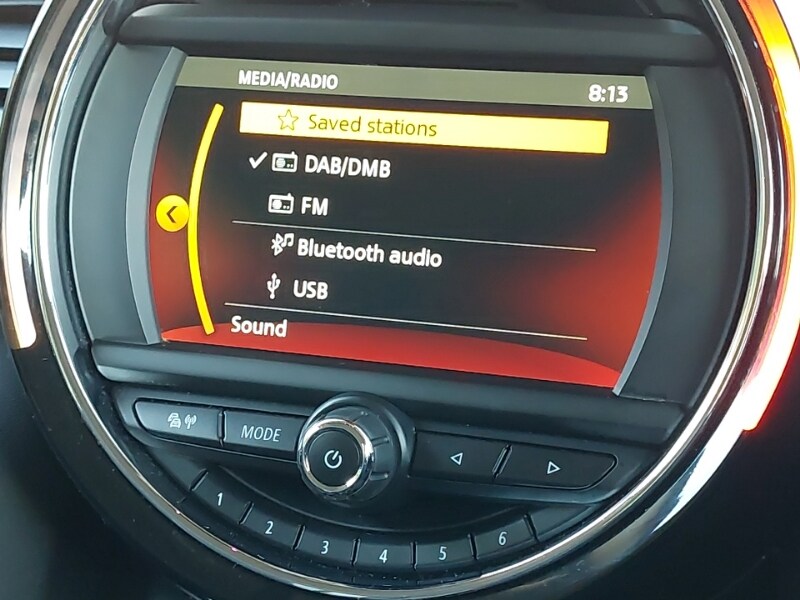 MEDIA/RADIO 8:13
Saved stations
DAB/DMB
FM
Bluetooth audio
USB
Sound
MODE
1 2 3 4 5 6